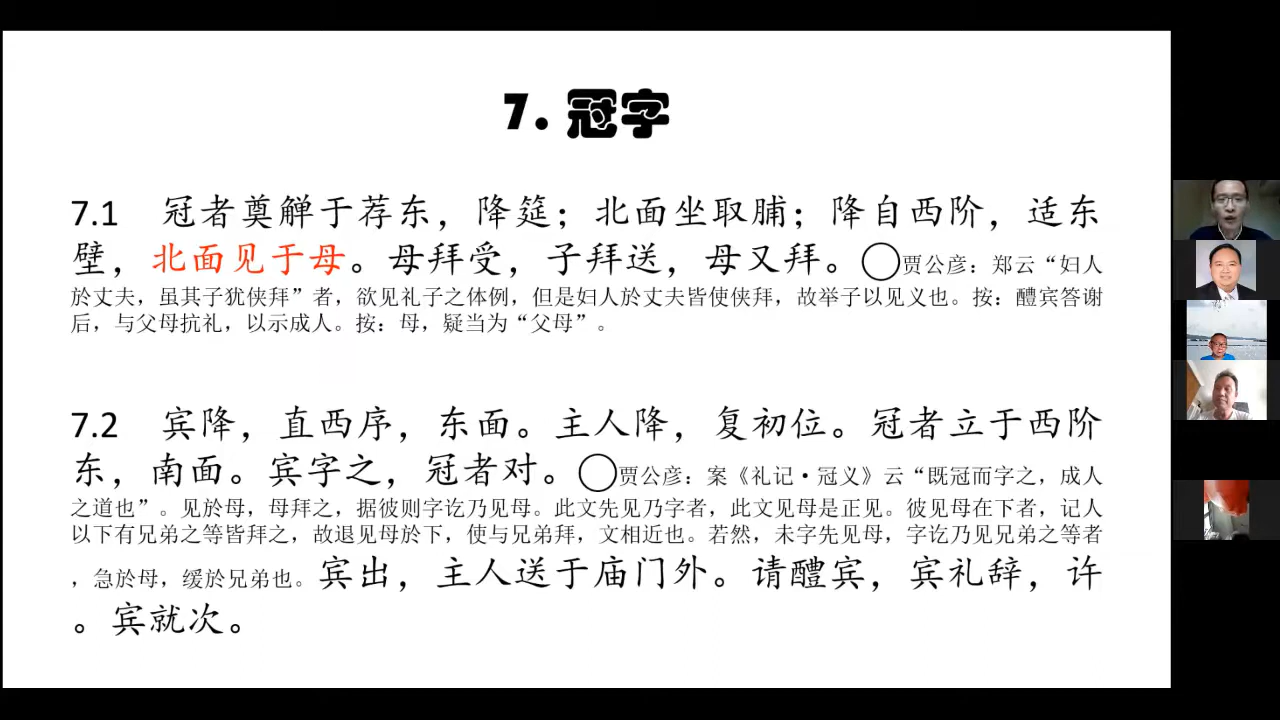 7. 冠字
7.1 冠者奠觯于荐东，降筵；北面坐取脯；降自西阶，适东
壁，北面见于母。母拜受，子拜送，母又拜。◯贾公彦：郑云“妇人
於丈夫，虽其子犹侠拜”者，欲见礼子之体例，但是妇人於丈夫皆使侠拜，故举子以见义也。按：醴宾答谢
后，与父母抗礼，以示成人。按：母，疑当为“父母”。
7.2 宾降，直西序，东面。主人降，复初位。冠者立于西阶
东，南面。宾字之，冠者对。◯贾公彦：案《礼记·冠义》云“既冠而字之，成人
之道也”。见於母，母拜之，据彼则字讫乃见母。此文先见乃字者，此文见母是正见。彼见母在下者，记人
以下有兄弟之等皆拜之，故退见母於下，使与兄弟拜，文相近也。若然，未字先见母，字讫乃见兄弟之等者
，急於母，缓於兄弟也。宾出，主人送于庙门外。请醴宾，宾礼辞，许
。宾就次。